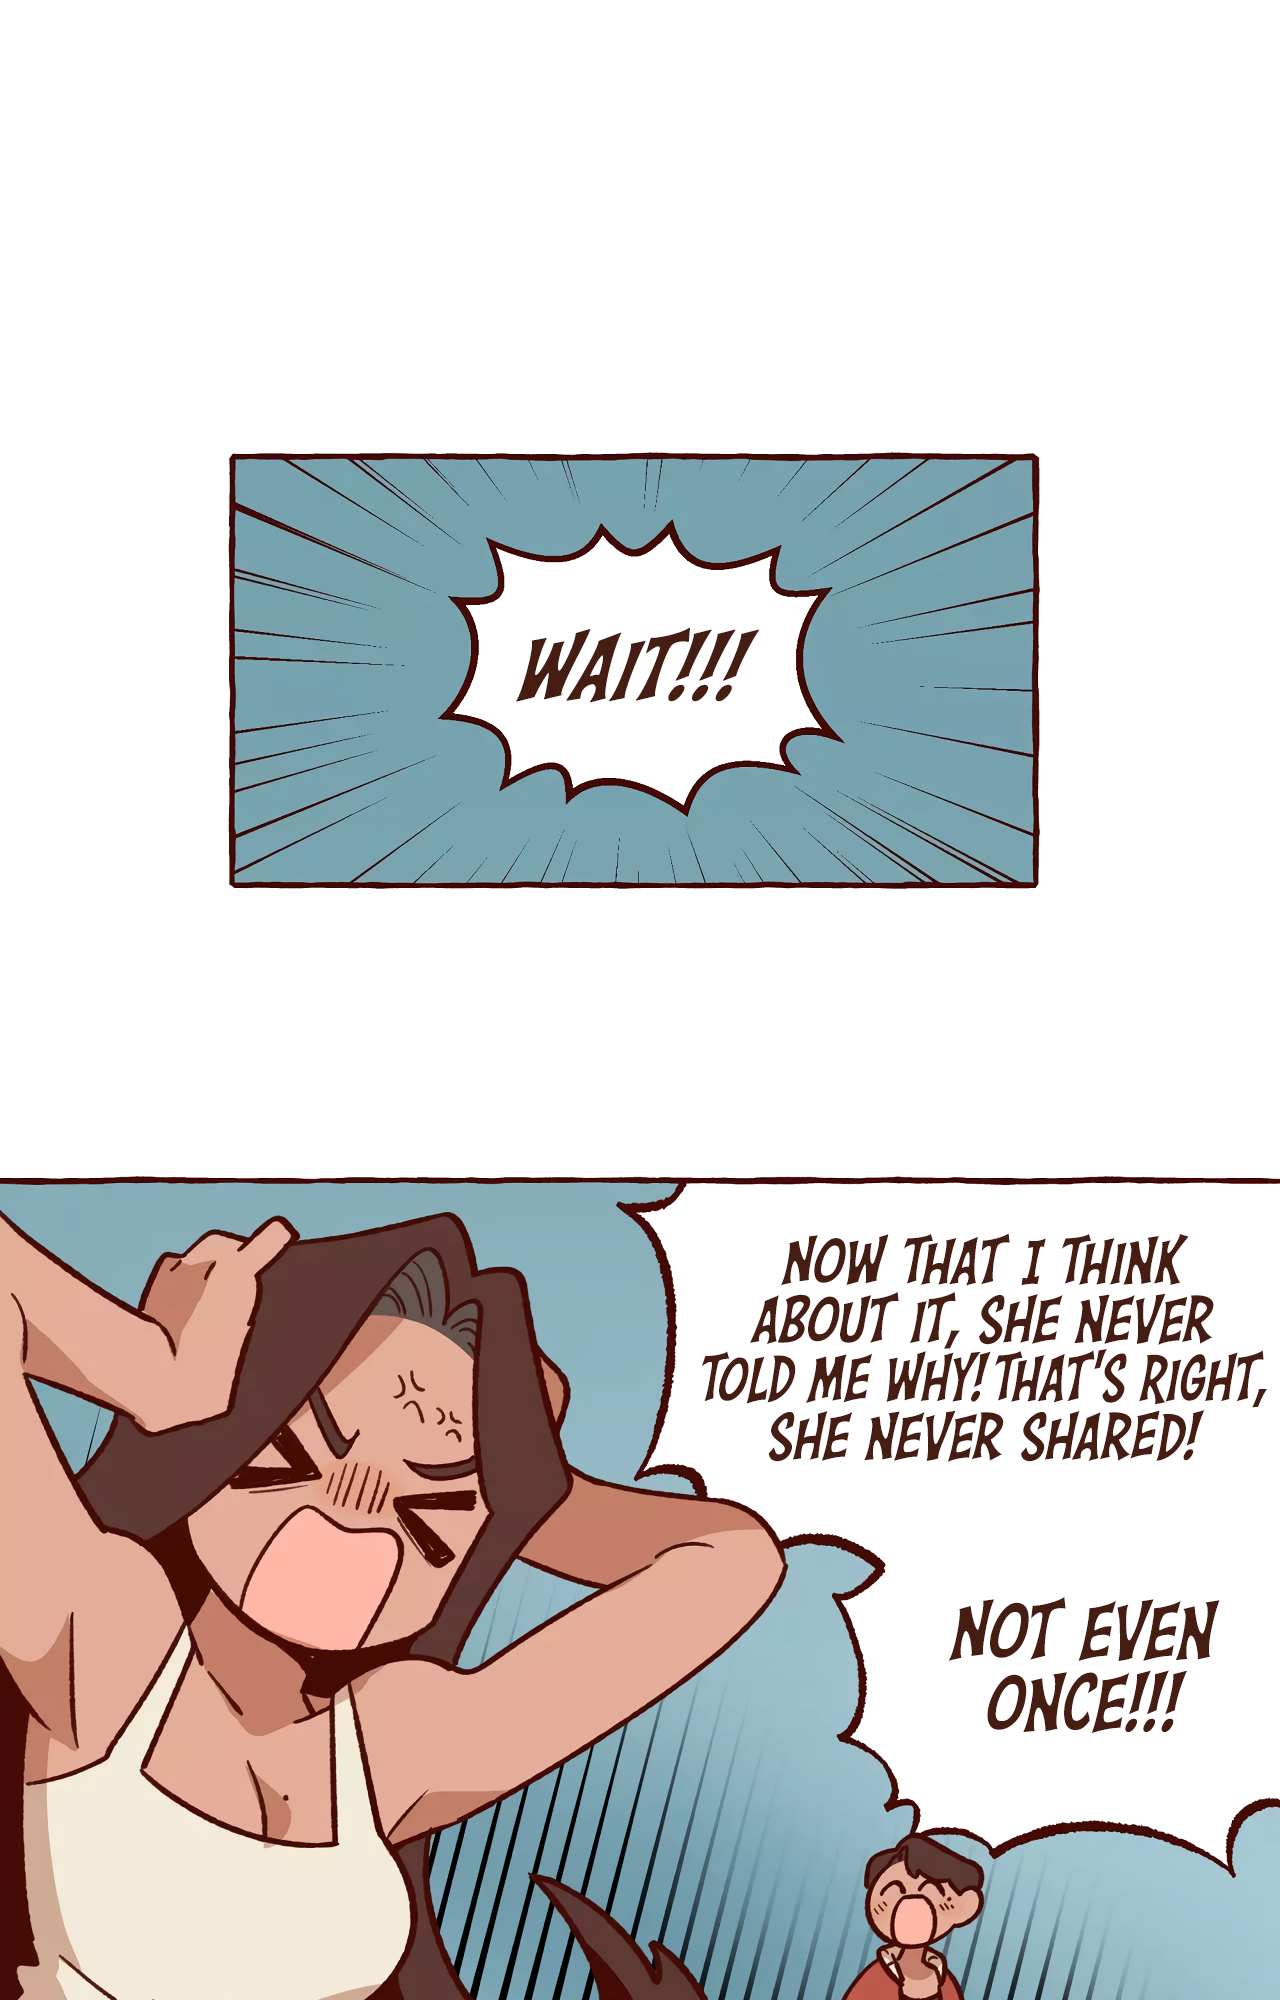 WAIT!!!
NOW THAT I THINK
ABOUT IT, SHE NEVER
TOLD ME WHY! THAT'S RIGHT,
SHE NEVER SHARED!
NOT EVEN
ONCE!!!